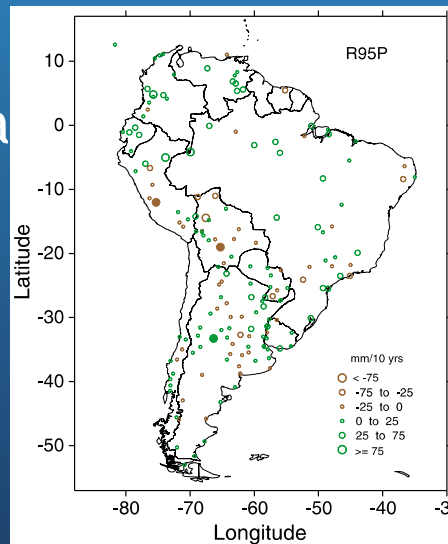 a
R95P
Latitude
10
0
-10
-20
-30
-40
-50
mm/10 yrs
< -75
-75 to -25
-25 to 0
0 to 25
25 to 75
>= 75
-80 -70 -60 -50 -40 -3
Longitude